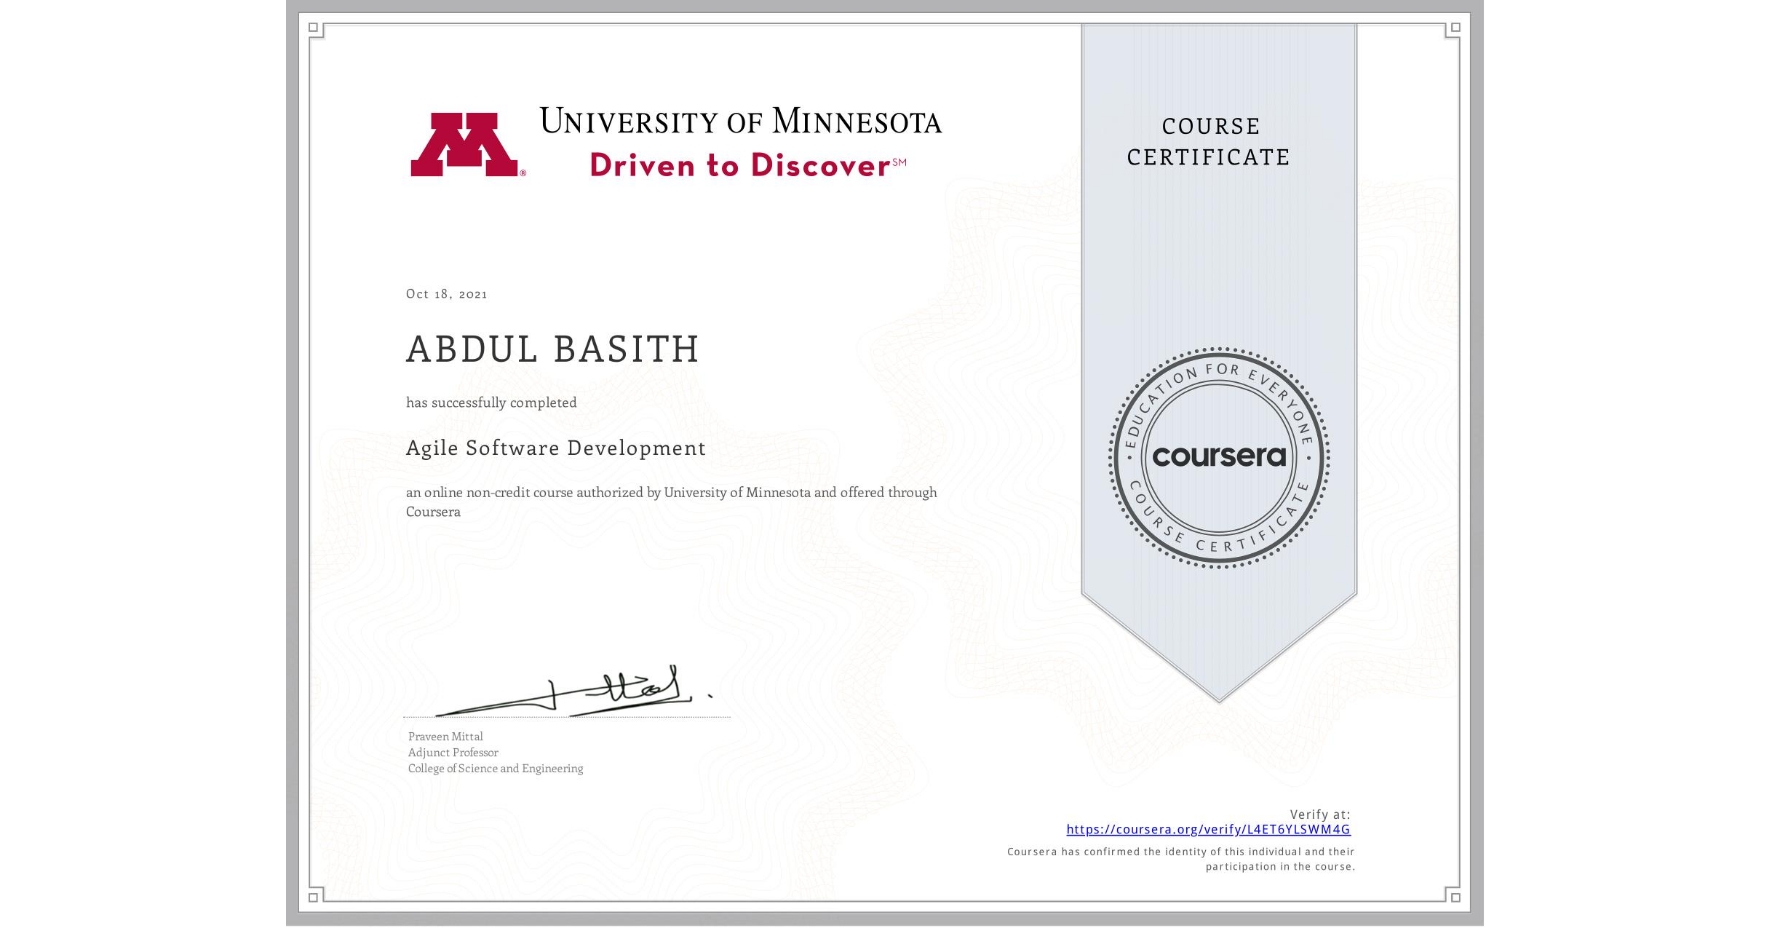 UNIVERSITY OF MINNESOTA
Driven to Discover℠
COURSE
CERTIFICATE
Oct 18, 2021
ABDUL BASITH
has successfully completed
Agile Software Development
an online non-credit course authorized by University of Minnesota and offered through
Coursera
EDUCATION FOR EVERYONE
coursera
COURSE CERTIFICATE
Praveen Mittal
Adjunct Professor
College of Science and Engineering
Verify at:
https://coursera.org/verify/L4ET6YLSWM4G
Coursera has confirmed the identity of this individual and their
participation in the course.